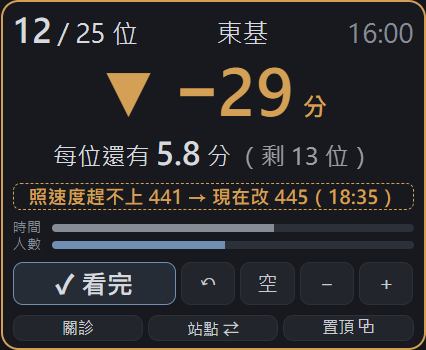 12 / 25 位 東基 16:00
▼ −29 分
每位還有 5.8 分 ( 剩 13 位 )
照速度趕不上 441 → 現在改 445 ( 18:35 )
時間
人數
✓ 看完 ↶ 空 − +
關診 站點 ⇄ 置頂 ⧉